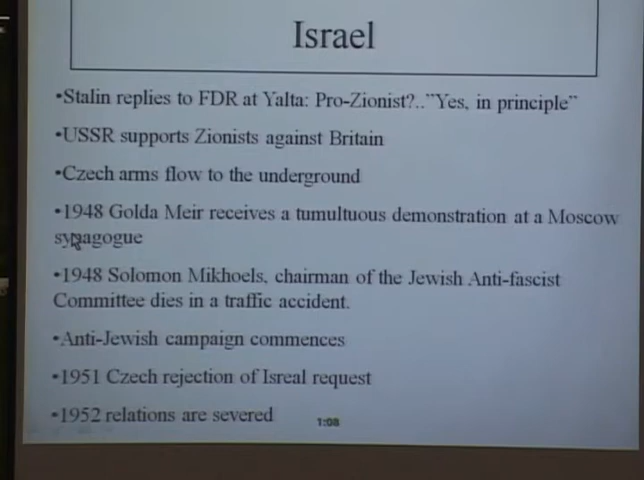 Israel
•Stalin replies to FDR at Yalta: Pro-Zionist?.."Yes, in principle"
•USSR supports Zionists against Britain
•Czech arms flow to the underground
•1948 Golda Meir receives a tumultuous demonstration at a Moscow
synagogue
•1948 Solomon Mikhoels, chairman of the Jewish Anti-fascist
Committee dies in a traffic accident.
•Anti-Jewish campaign commences
•1951 Czech rejection of Isreal request
•1952 relations are severed
1:08